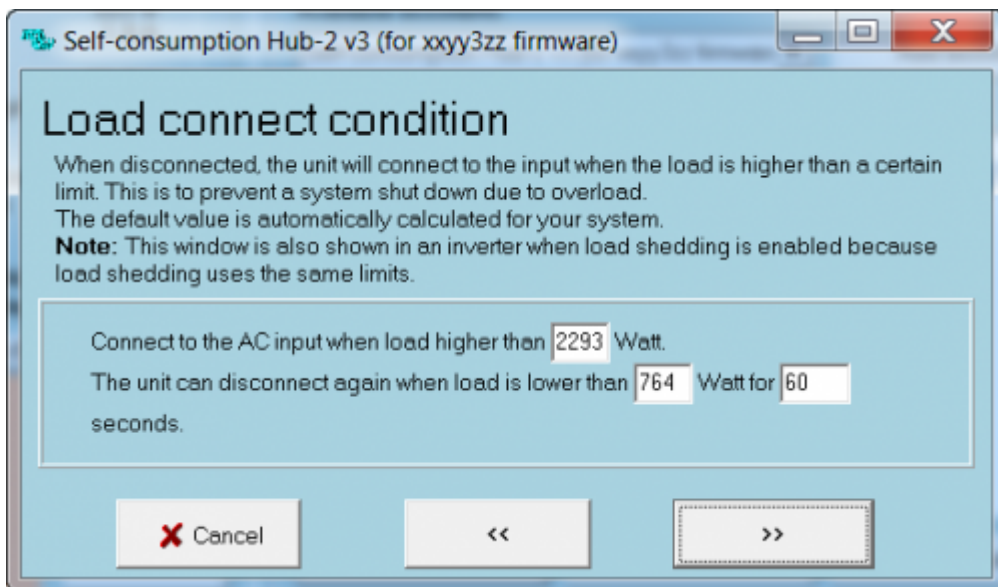 Self-consumption Hub-2 v3 (for xxyy3zz firmware)
Load connect condition
When disconnected, the unit will connect to the input when the load is higher than a certain
limit. This is to prevent a system shut down due to overload.
The default value is automatically calculated for your system.
Note: This window is also shown in an inverter when load shedding is enabled because
load shedding uses the same limits.
Connect to the AC input when load higher than 2293 Watt.
The unit can disconnect again when load is lower than 764 Watt for 60
seconds.
Cancel << >>